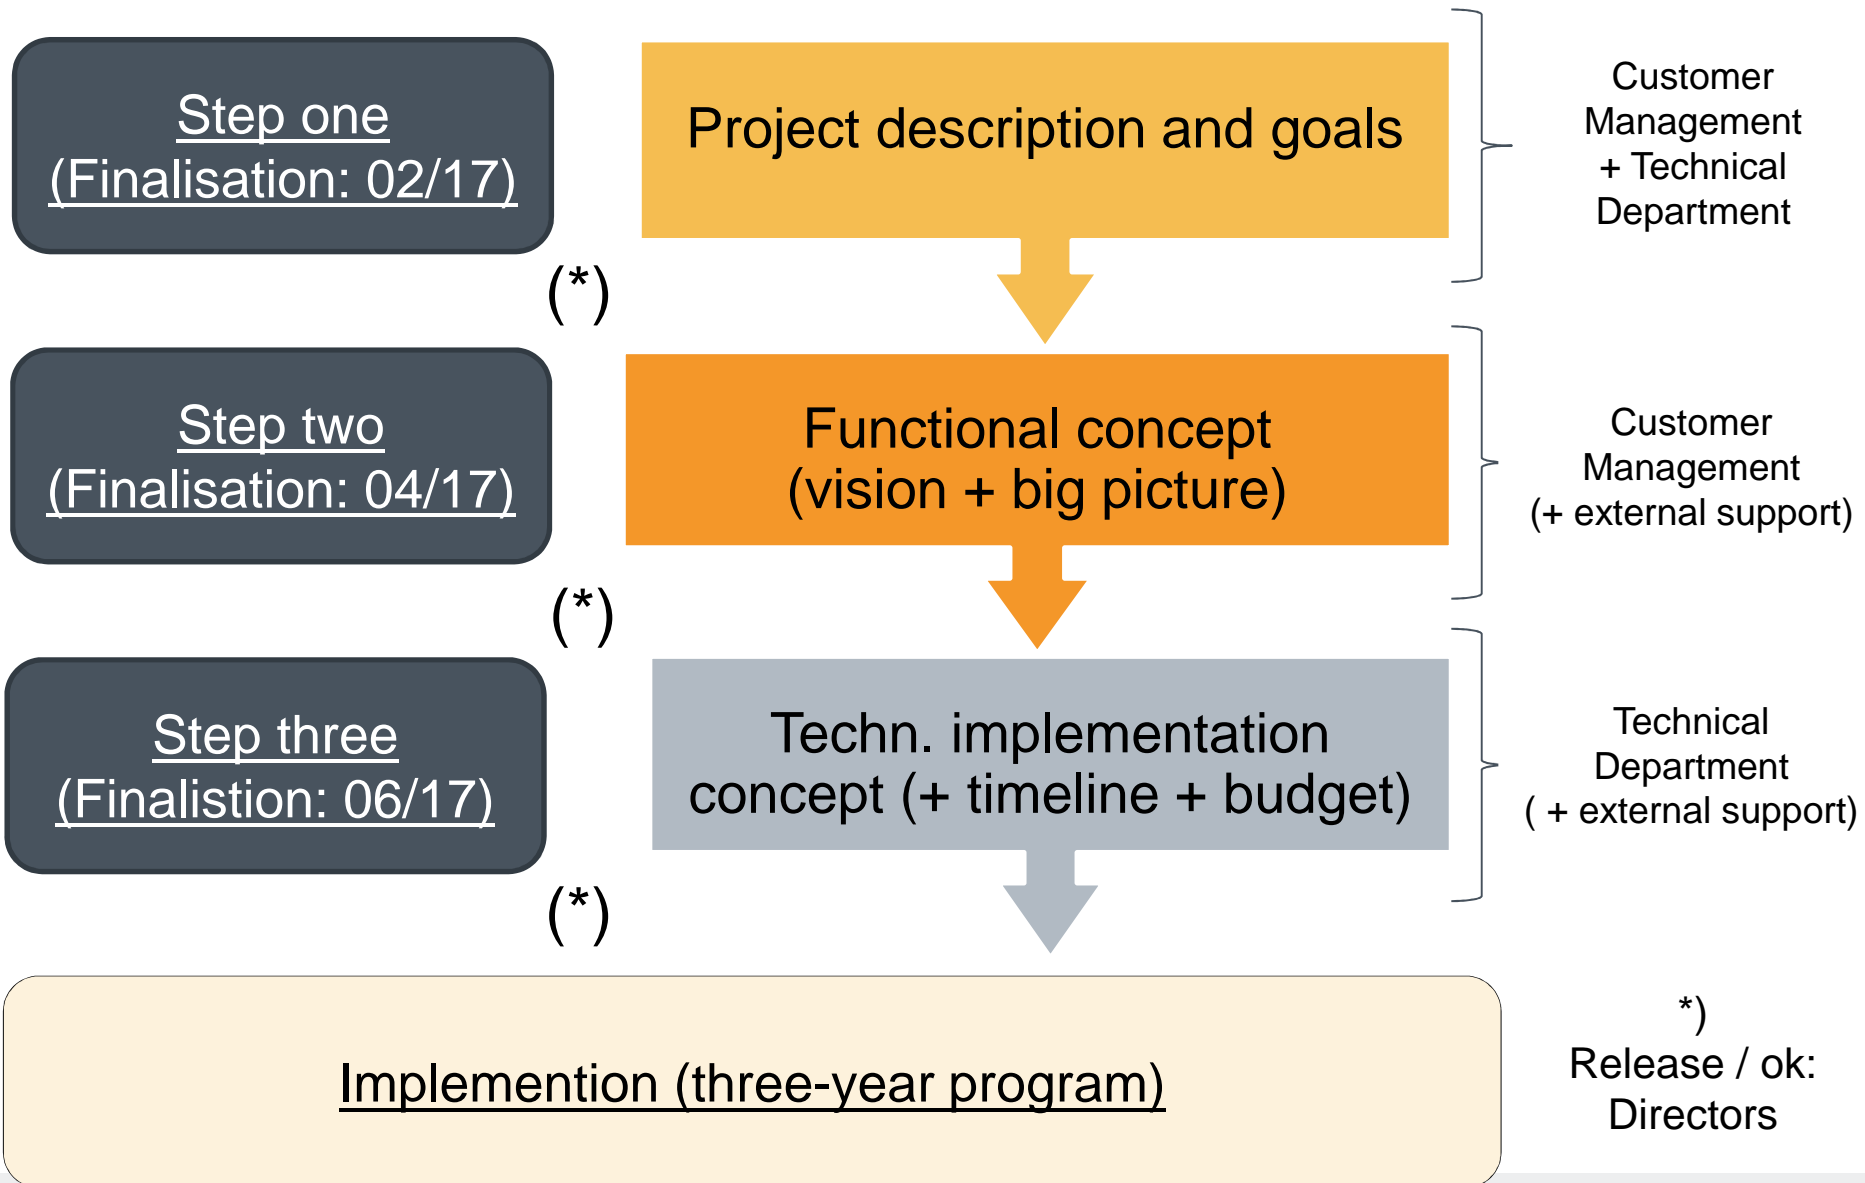 Step one
(Finalisation: 02/17)
Project description and goals
Customer
Management
+ Technical
Department
(*)
Step two
(Finalisation: 04/17)
Functional concept
(vision + big picture)
Customer
Management
(+ external support)
(*)
Step three
(Finalistion: 06/17)
Techn. implementation
concept (+ timeline + budget)
Technical
Department
( + external support)
(*)
Implemention (three-year program)
*)
Release / ok:
Directors